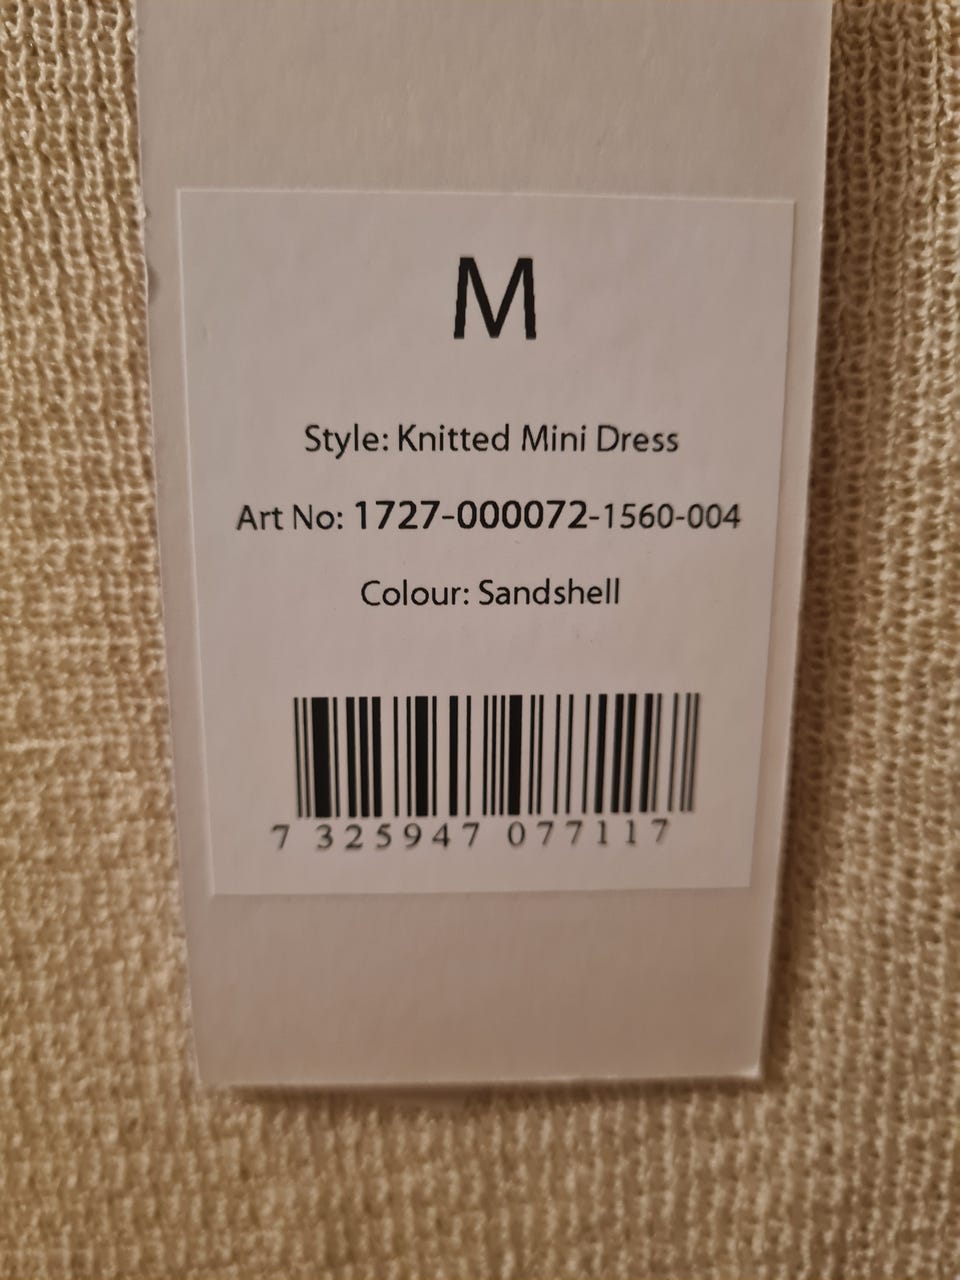 M
Style: Knitted Mini Dress
Art No: 1727-000072-1560-004
Colour: Sandshell
7 325947 077117